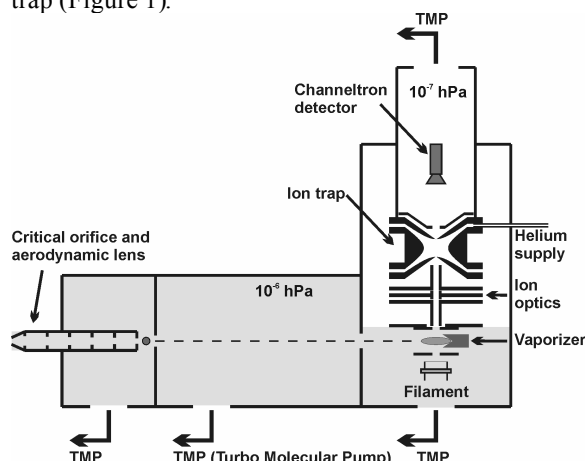 trap (Figure 1).
TMP
Channeltron
detector
10-7 hPa
Ion trap
Critical orifice and
aerodynamic lens
Helium
supply
10-6 hPa
Ion
optics
Vaporizer
Filament
TMP
TMP (Turbo Molecular Pump)
TMP